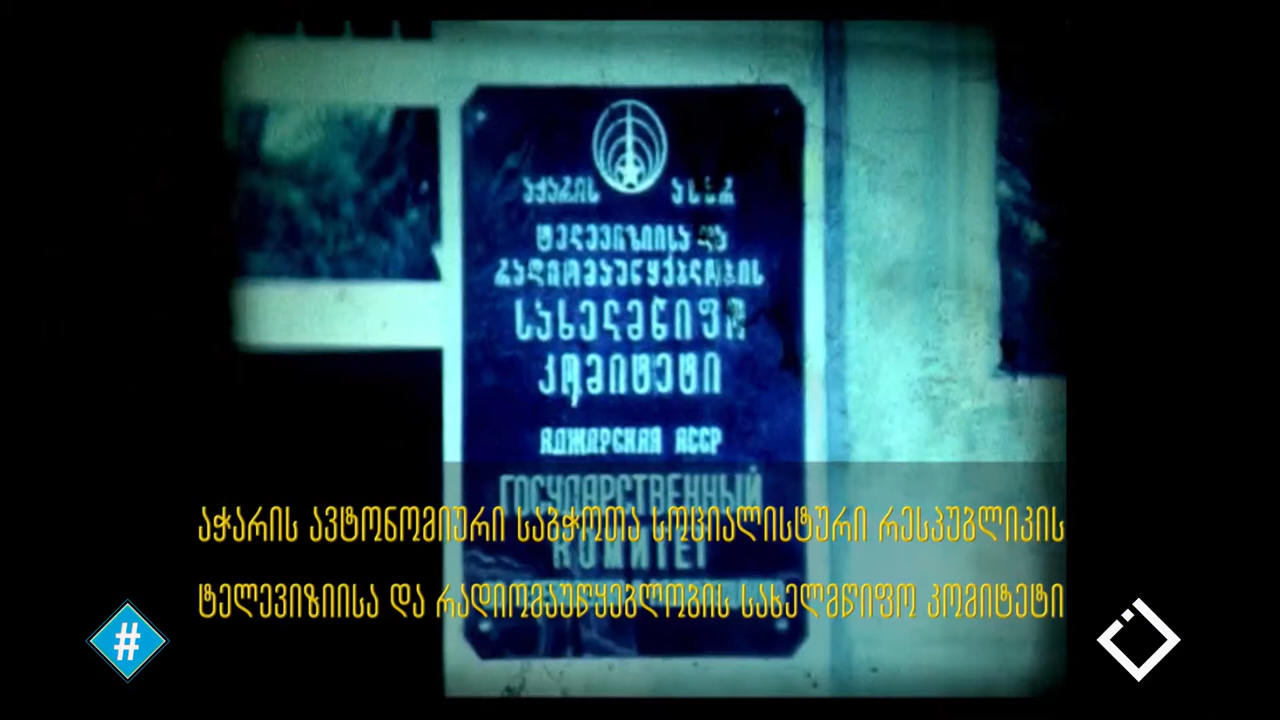 აჭარის ასსრ
ტელევიზიისა და
რადიომაუწყებლობის
სახელმწიფო
კომიტეტი
АДЖАРСКАЯ АССР
ГОСУДАРСТВЕННЫЙ
КОМИТЕТ
აჭარის ავტონომიური საბჭოთა სოციალისტური რესპუბლიკის
ტელევიზიისა და რადიომაუწყებლობის სახელმწიფო კომიტეტი
#